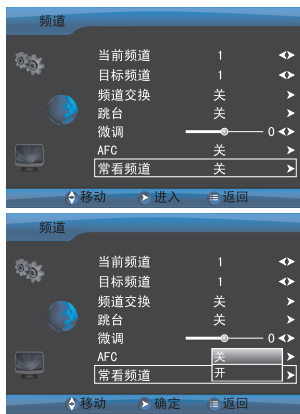 频道
当前频道 1
目标频道 1
频道交换 关
跳台 关
微调 0
AFC 关
常看频道 关
移动 进入 返回
频道
当前频道 1
目标频道 1
频道交换 关
跳台 关
微调 0
AFC 关
常看频道 开
移动 确定 返回